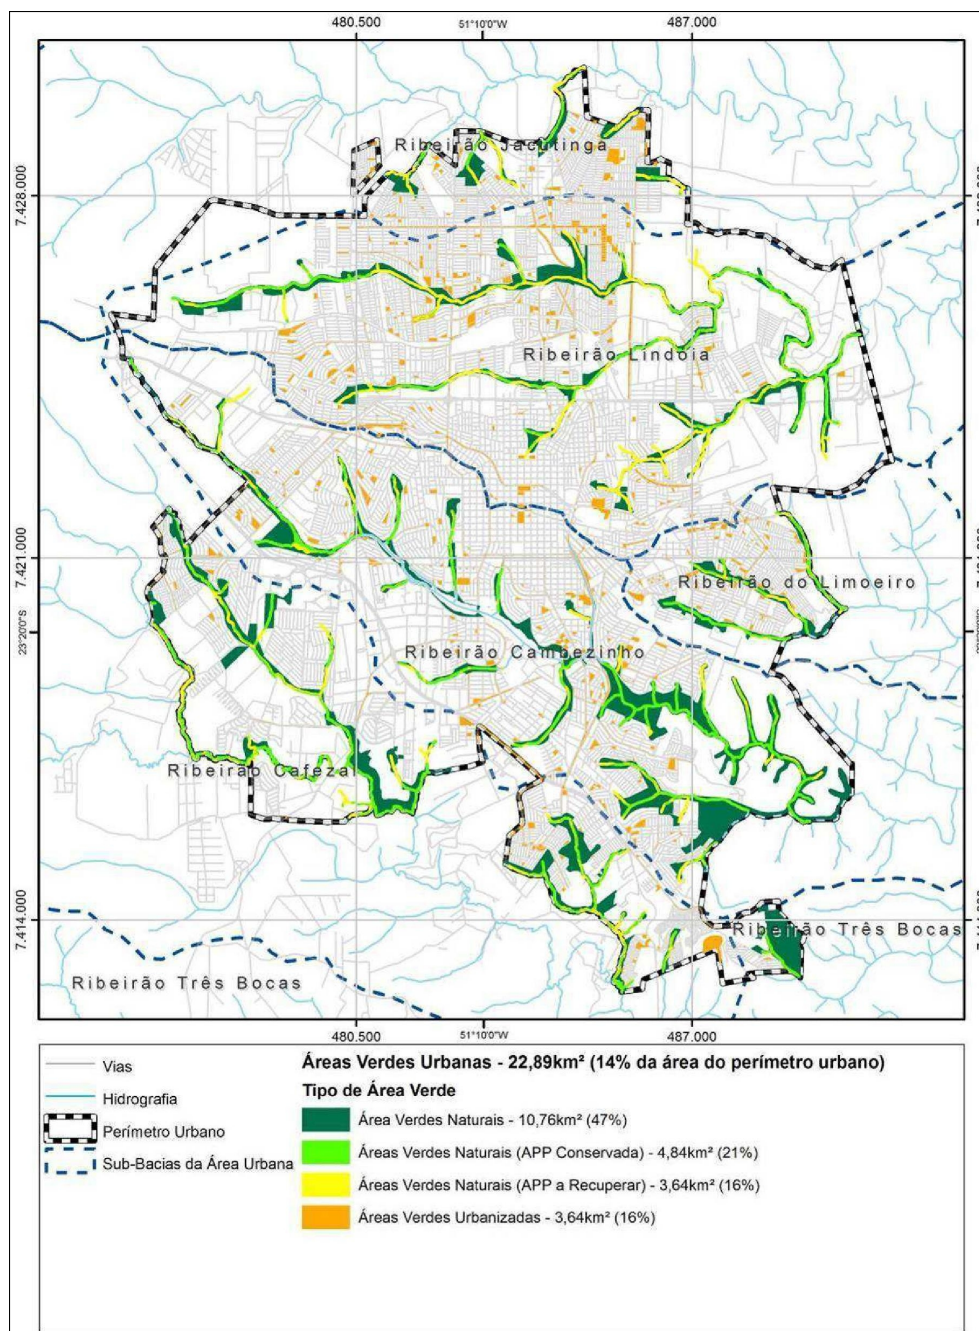 480.500 51°10'0"W 487.000
Ribeirão Jacutinga
7.428.000
Ribeirão Lindoia
7.421.000
Ribeirão do Limoeiro
23°20'0"S
Ribeirão Cambezinho
Ribeirão Cafezal
7.414.000
Ribeirão Três Bocas
Ribeirão Três Bocas
480.500 51°10'0"W 487.000
Vias
Hidrografia
Perímetro Urbano
Sub-Bacias da Área Urbana
Áreas Verdes Urbanas - 22,89km² (14% da área do perímetro urbano)
Tipo de Área Verde
Área Verdes Naturais - 10,76km² (47%)
Áreas Verdes Naturais (APP Conservada) - 4,84km² (21%)
Áreas Verdes Naturais (APP a Recuperar) - 3,64km² (16%)
Áreas Verdes Urbanizadas - 3,64km² (16%)